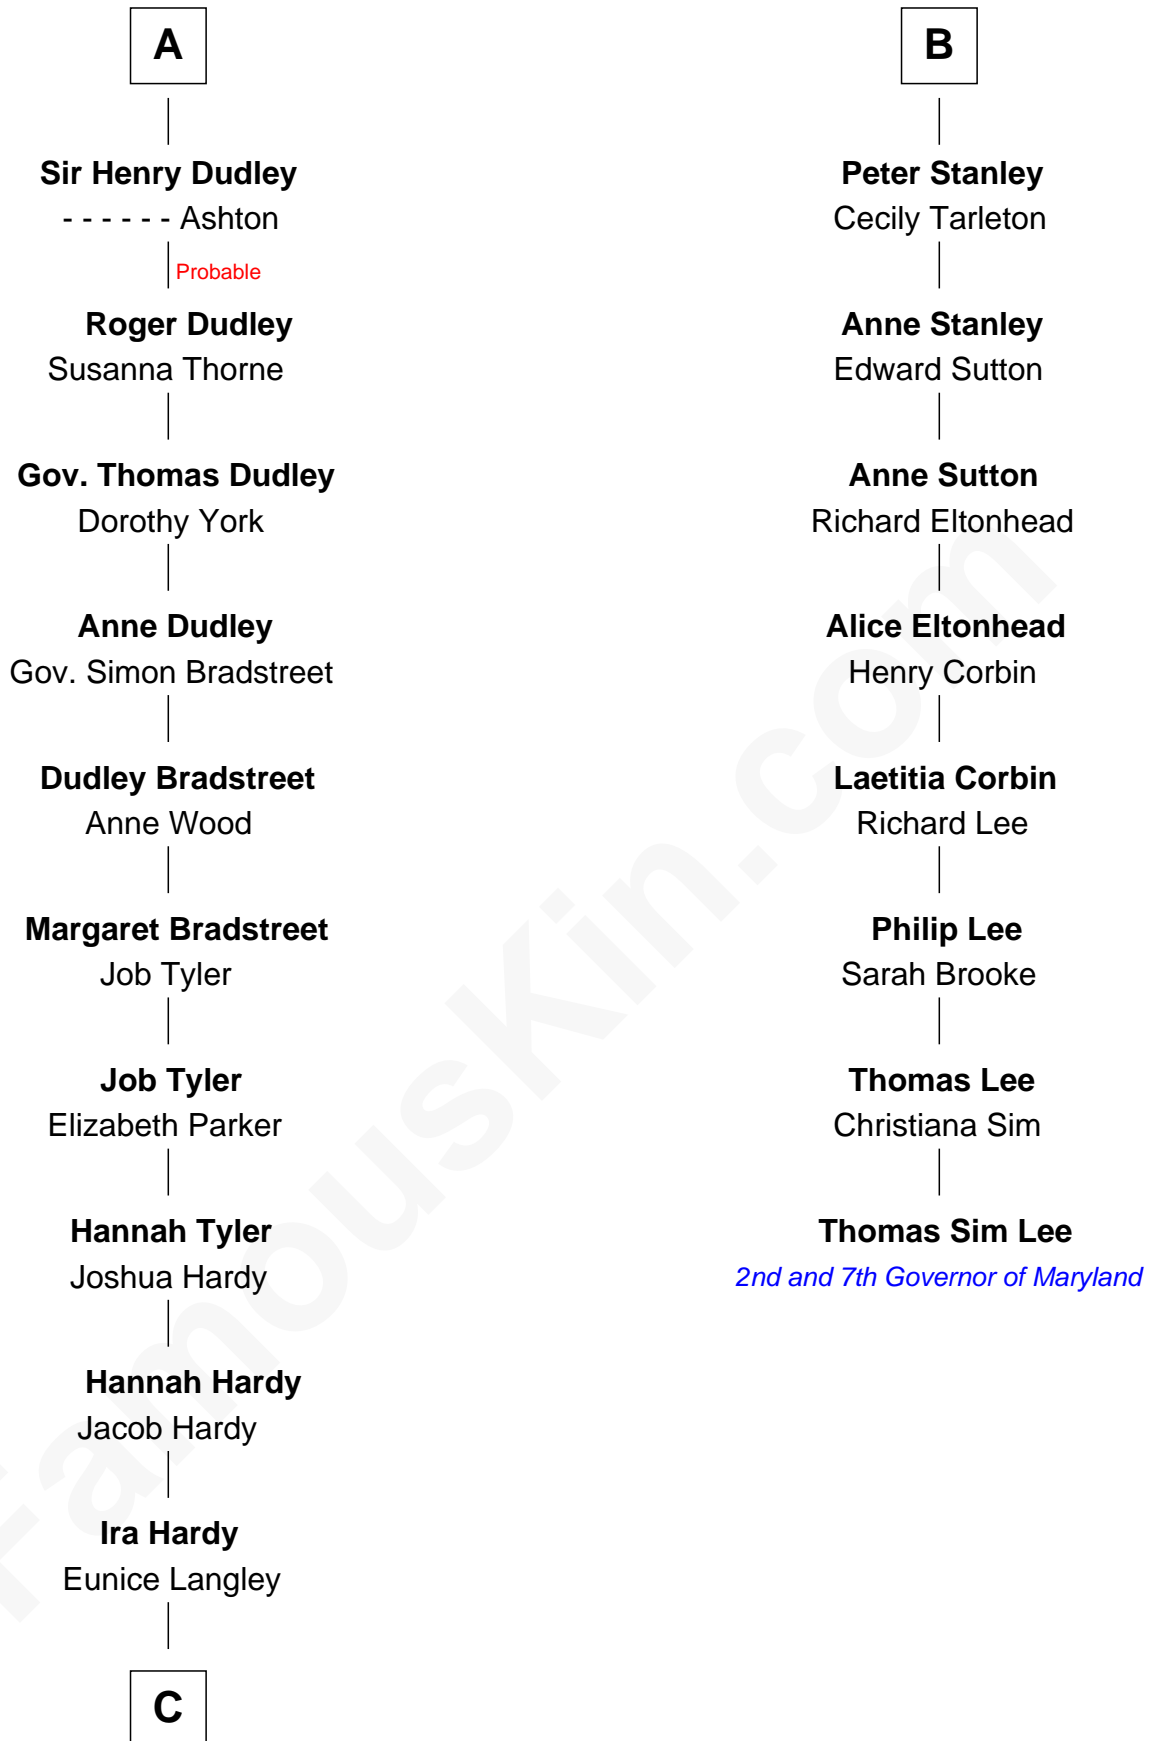 A
Sir Henry Dudley
- - - - - - Ashton
Probable
Roger Dudley
Susanna Thorne
Gov. Thomas Dudley
Dorothy York
Anne Dudley
Gov. Simon Bradstreet
Dudley Bradstreet
Anne Wood
Margaret Bradstreet
Job Tyler
Job Tyler
Elizabeth Parker
Hannah Tyler
Joshua Hardy
Hannah Hardy
Jacob Hardy
Ira Hardy
Eunice Langley
C
B
Peter Stanley
Cecily Tarleton
Anne Stanley
Edward Sutton
Anne Sutton
Richard Eltonhead
Alice Eltonhead
Henry Corbin
Laetitia Corbin
Richard Lee
Philip Lee
Sarah Brooke
Thomas Lee
Christiana Sim
Thomas Sim Lee
2nd and 7th Governor of Maryland
FamousKin.com